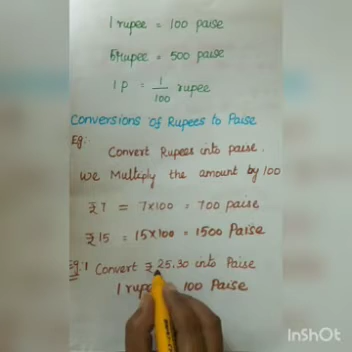 1 rupee = 100 paise
5Rupee = 500 paise
1 P = 1/100 rupee
Conversions of Rupees to Paise
Eg:-
Convert Rupees into paise.
We Multiply the amount by 100
₹7 = 7x100 = 700 paise
₹15 = 15x100 = 1500 Paise
Eg:1 Convert ₹25.30 into Paise
1 100 Paise
InShOt